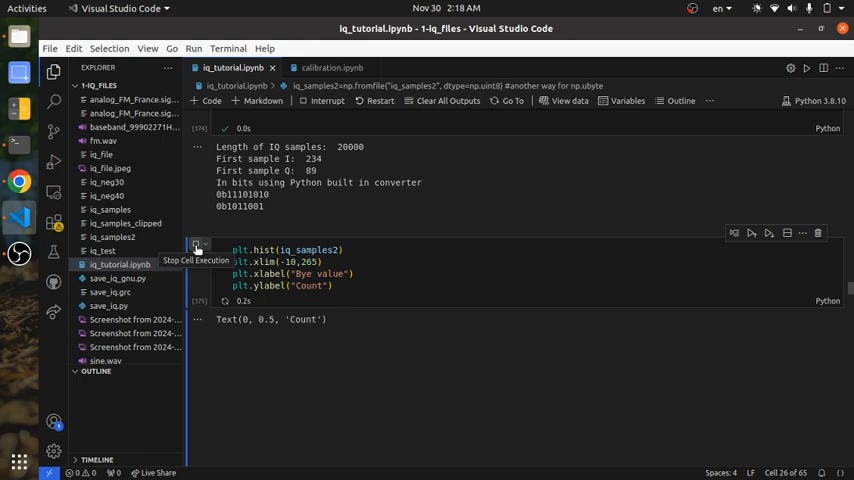 Activities
Visual Studio Code
Nov 30  2:18 AM
en
iq_tutorial.ipynb - 1-iq_files - Visual Studio Code
File Edit Selection View Go Run Terminal Help
EXPLORER
iq_tutorial.ipynb
calibration.ipynb
1-IQ_FILES
iq_tutorial.ipynb > iq_samples2=np.fromfile("iq_samples2", dtype=np.uint8) #another way for np.ubyte
analog_FM_France.sig...
Code Markdown Interrupt Restart Clear All Outputs Go To View data Variables Outline ... Python 3.8.10
analog_FM_France.sig...
baseband_99902271H...
fm.wav
iq_file
iq_file.jpeg
iq_neg30
iq_neg40
iq_samples
iq_samples_clipped
iq_samples2
iq_test
iq_tutorial.ipynb
save_iq_gnu.py
save_iq.grc
save_iq.py
Screenshot from 2024-...
Screenshot from 2024-...
Screenshot from 2024-...
sine.wav
OUTLINE
TIMELINE
[174]
0.0s
Python
Length of IQ samples:  20000
First sample I:  234
First sample Q:  89
In bits using Python built in converter
0b11101010
0b1011001
Stop Cell Execution
plt.hist(iq_samples2)
plt.xlim(-10,265)
plt.xlabel("Bye value")
plt.ylabel("Count")
[175]
0.2s
Python
Text(0, 0.5, 'Count')
1
0 0 0 Live Share
Spaces: 4 LF Cell 26 of 65